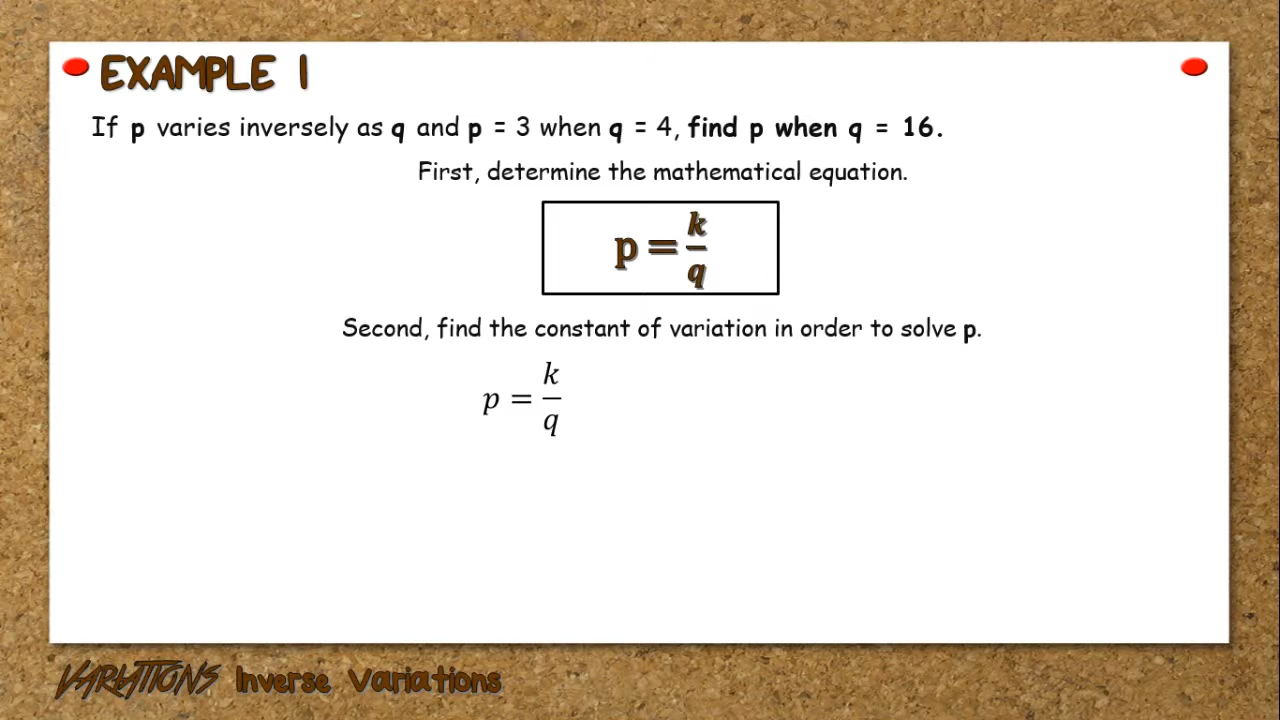 EXAMPLE 1
If p varies inversely as q and p = 3 when q = 4, find p when q = 16.
First, determine the mathematical equation.
p = k/q
Second, find the constant of variation in order to solve p.
p = k/q
VARIATIONS Inverse Variations